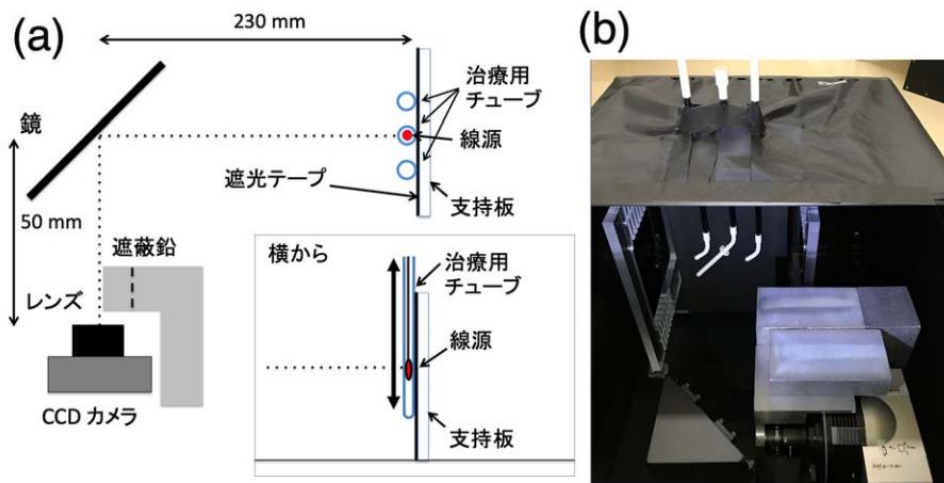 (a)
230 mm
鏡
治療用
チューブ
線源
遮光テープ
支持板
50 mm
遮蔽鉛
レンズ
CCD カメラ
横から
治療用
チューブ
線源
支持板
(b)